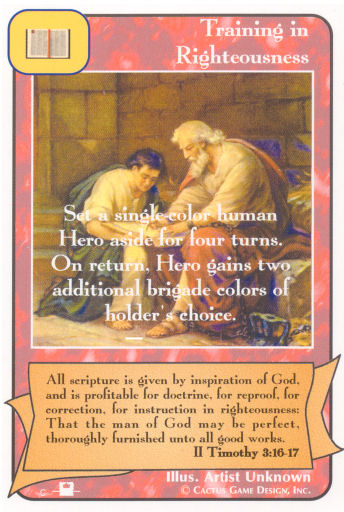 Training in
Righteousness
Set a single-color human
Hero aside for four turns.
On return, Hero gains two
additional brigade colors of
holder's choice.
All scripture is given by inspiration of God,
and is profitable for doctrine, for reproof, for
correction, for instruction in righteousness:
That the man of God may be perfect,
thoroughly furnished unto all good works.
II Timothy 3:16-17
Illus. Artist Unknown
© Cactus Game Design, Inc.
C